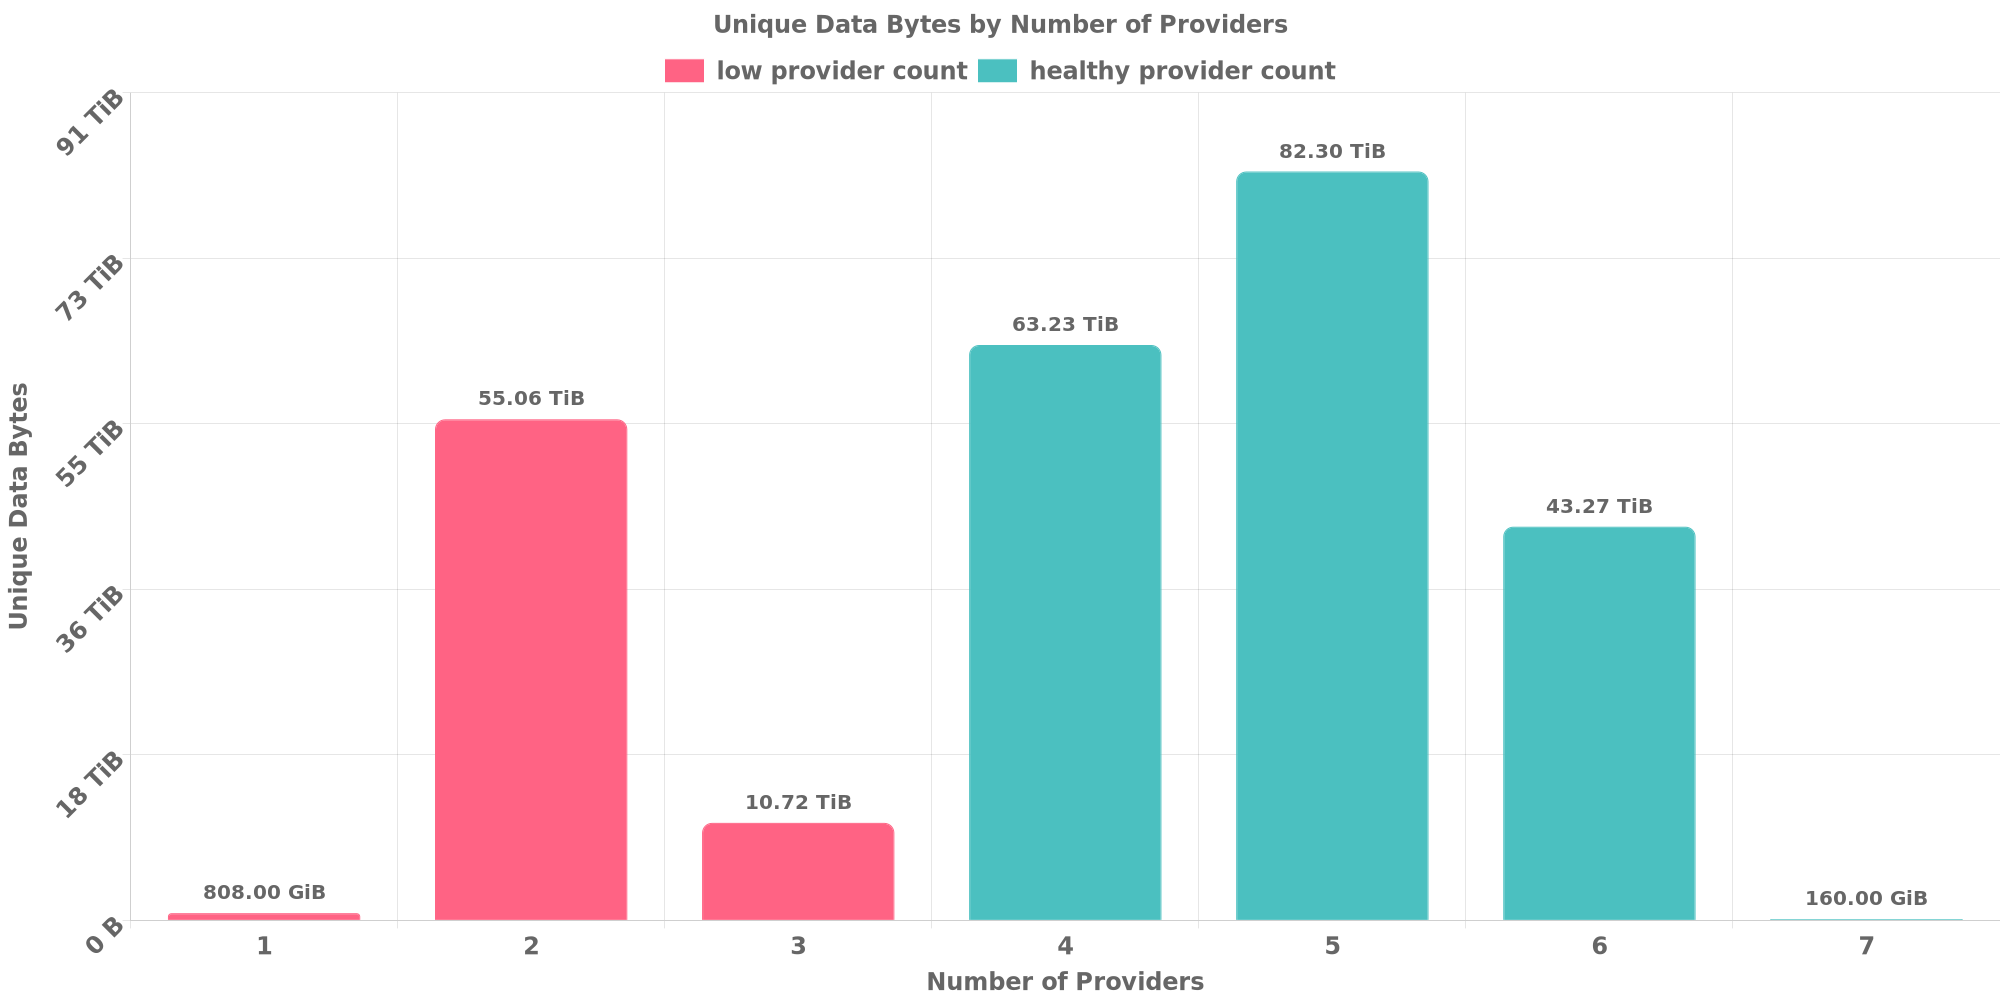 Unique Data Bytes by Number of Providers
low provider count healthy provider count
91 TiB
73 TiB
55 TiB
36 TiB
18 TiB
0 B
Unique Data Bytes
808.00 GiB
55.06 TiB
10.72 TiB
63.23 TiB
82.30 TiB
43.27 TiB
160.00 GiB
1 2 3 4 5 6 7
Number of Providers